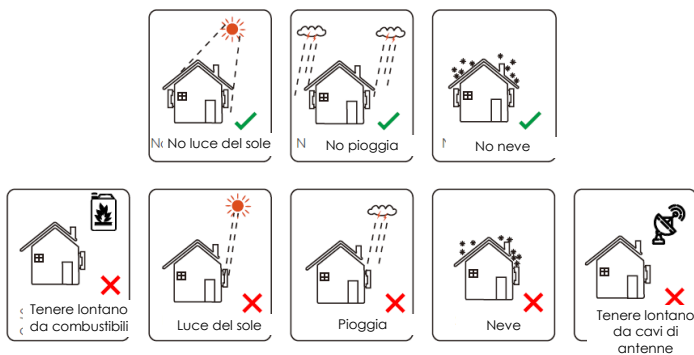 No luce del sole
No pioggia
No neve
Tenere lontano
da combustibili
Luce del sole
Pioggia
Neve
Tenere lontano
da cavi di
antenne